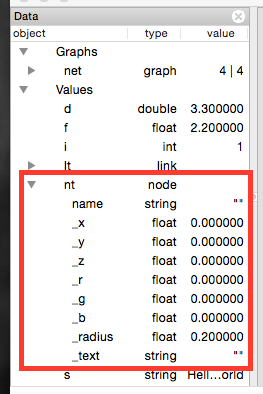 Data
object type value
Graphs
net graph 4 | 4
Values
d double 3.300000
f float 2.200000
i int 1
lt link
nt node
name string ""
_x float 0.000000
_y float 0.000000
_z float 0.000000
_r float 0.000000
_g float 0.000000
_b float 0.000000
_radius float 0.200000
_text string ""
s string Hell...orld